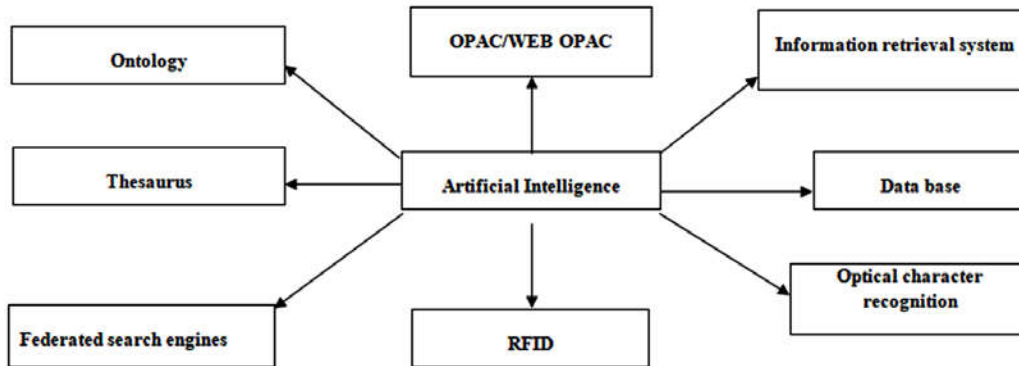 OPAC/WEB OPAC
Information retrieval system
Ontology
Thesaurus
Artificial Intelligence
Data base
Optical character
recognition
Federated search engines
RFID